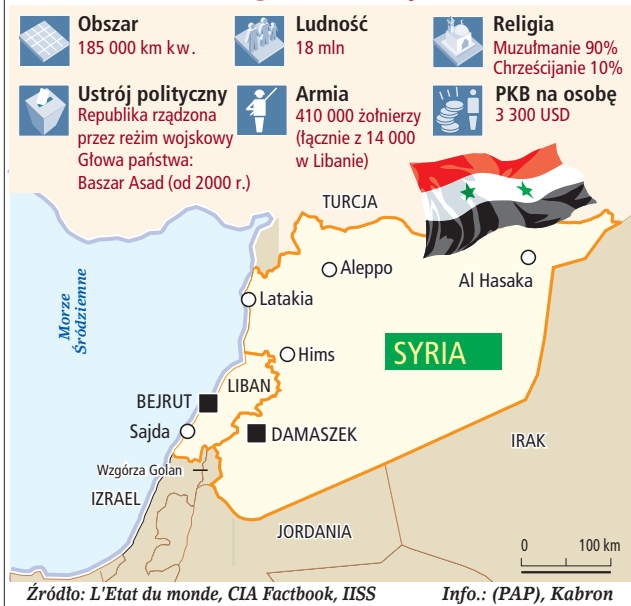 Obszar
185 000 km kw.
Ludność
18 mln
Religia
Muzułmanie 90%
Chrześcijanie 10%
Ustrój polityczny
Republika rządzona
przez reżim wojskowy
Głowa państwa:
Baszar Asad (od 2000 r.)
Armia
410 000 żołnierzy
(łącznie z 14 000
w Libanie)
PKB na osobę
3 300 USD
TURCJA
Aleppo
Al Hasaka
Latakia
Morze
Śródziemne
Hims
SYRIA
LIBAN
BEJRUT
Sajda
DAMASZEK
IRAK
Wzgórza Golan
IZRAEL
JORDANIA
0 100 km
Źródło: L'Etat du monde, CIA Factbook, IISS
Info.: (PAP), Kabron